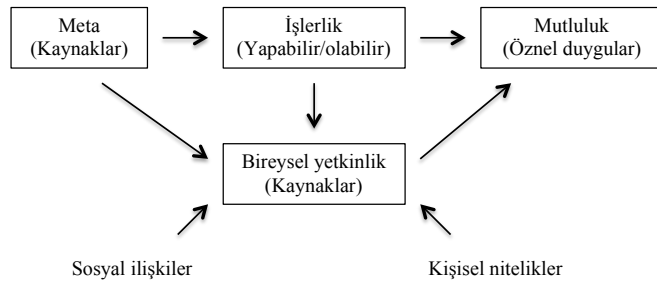 Meta
(Kaynaklar)
İşlerlik
(Yapabilir/olabilir)
Mutluluk
(Öznel duygular)
Bireysel yetkinlik
(Kaynaklar)
Sosyal ilişkiler
Kişisel nitelikler